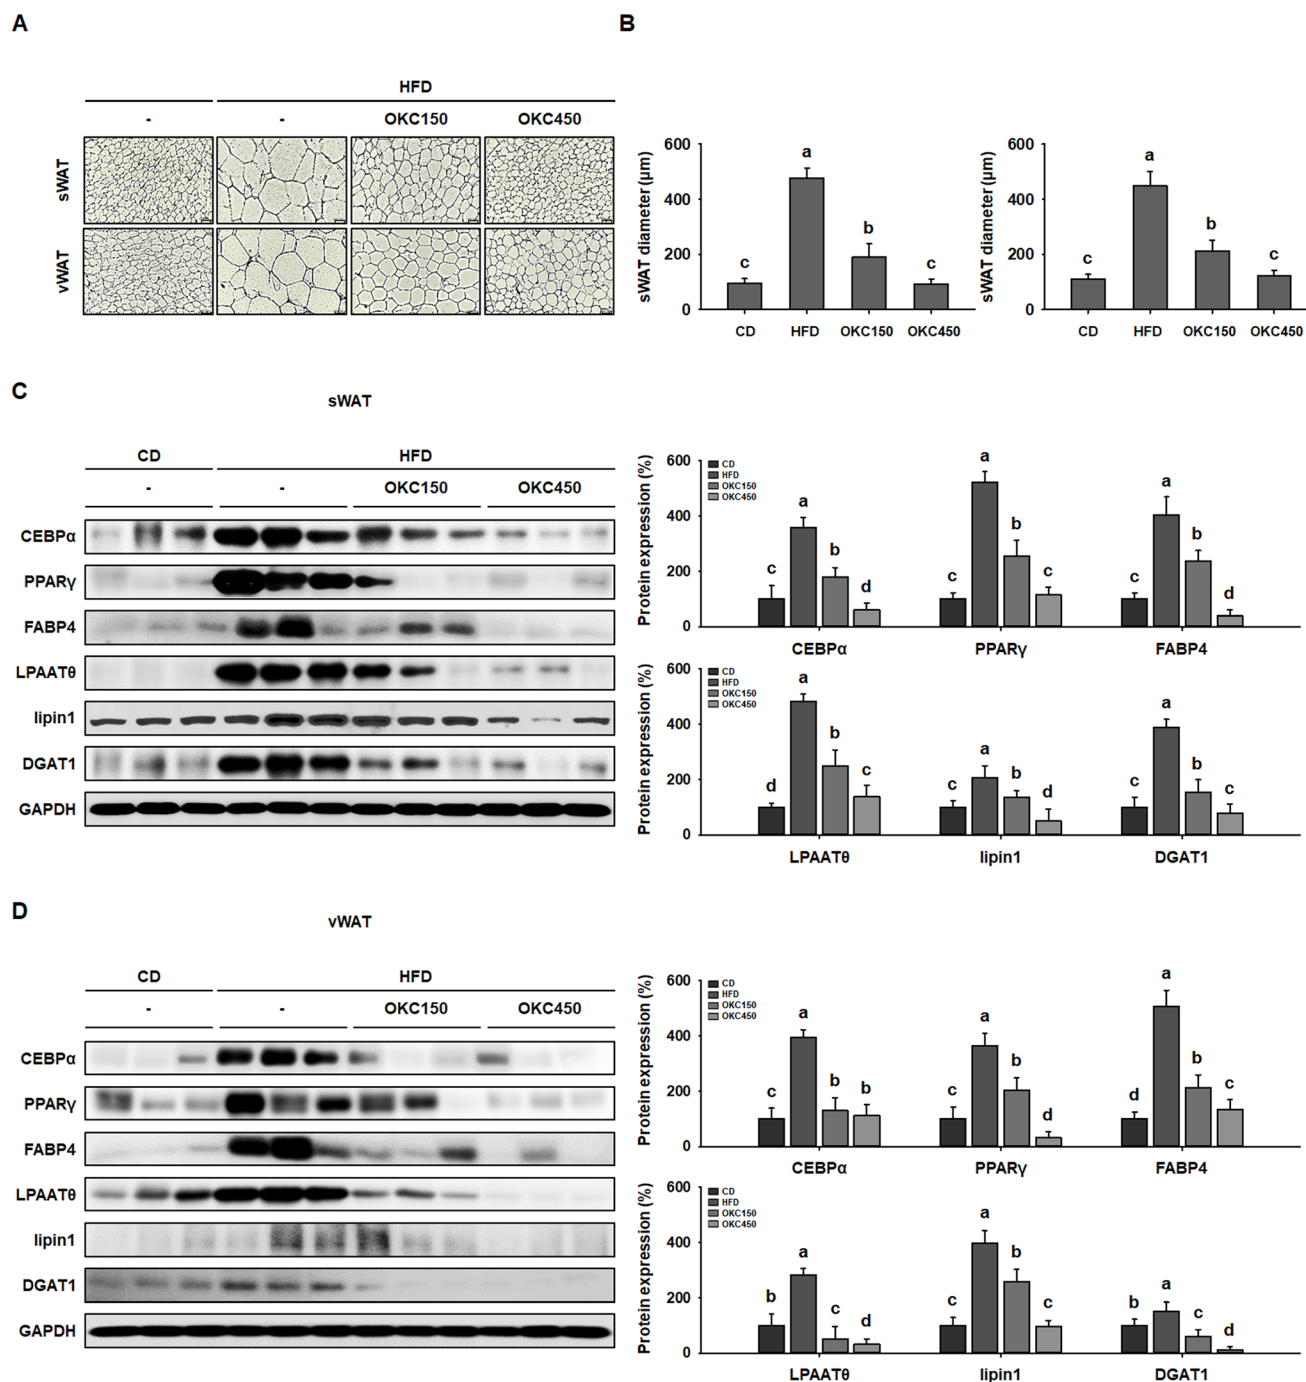 A
HFD
-
-
OKC150
OKC450
sWAT
vWAT
B
sWAT diameter (µm)
600
400
200
0
c
a
b
c
CD
HFD
OKC150
OKC450
sWAT diameter (µm)
600
400
200
0
c
a
b
c
CD
HFD
OKC150
OKC450
C
sWAT
CD
HFD
-
-
OKC150
OKC450
CEBPα
PPARγ
FABP4
LPAATθ
lipin1
DGAT1
GAPDH
Protein expression (%)
600
400
200
0
CD
HFD
OKC150
OKC450
c
a
b
d
c
a
b
c
c
a
b
d
CEBPα
PPARγ
FABP4
Protein expression (%)
600
400
200
0
CD
HFD
OKC150
OKC450
d
a
b
c
c
a
b
d
c
a
b
c
LPAATθ
lipin1
DGAT1
D
vWAT
CD
HFD
-
-
OKC150
OKC450
CEBPα
PPARγ
FABP4
LPAATθ
lipin1
DGAT1
GAPDH
Protein expression (%)
600
400
200
0
CD
HFD
OKC150
OKC450
c
a
b
b
c
a
b
d
d
a
b
c
CEBPα
PPARγ
FABP4
Protein expression (%)
600
400
200
0
CD
HFD
OKC150
OKC450
b
a
c
d
c
a
b
c
b
a
c
d
LPAATθ
lipin1
DGAT1